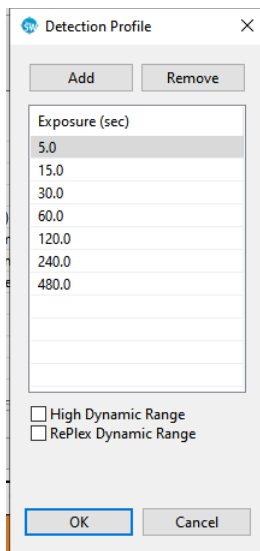 Detection Profile
Add Remove
Exposure (sec)
5.0
15.0
30.0
60.0
120.0
240.0
480.0
High Dynamic Range
RePlex Dynamic Range
OK Cancel